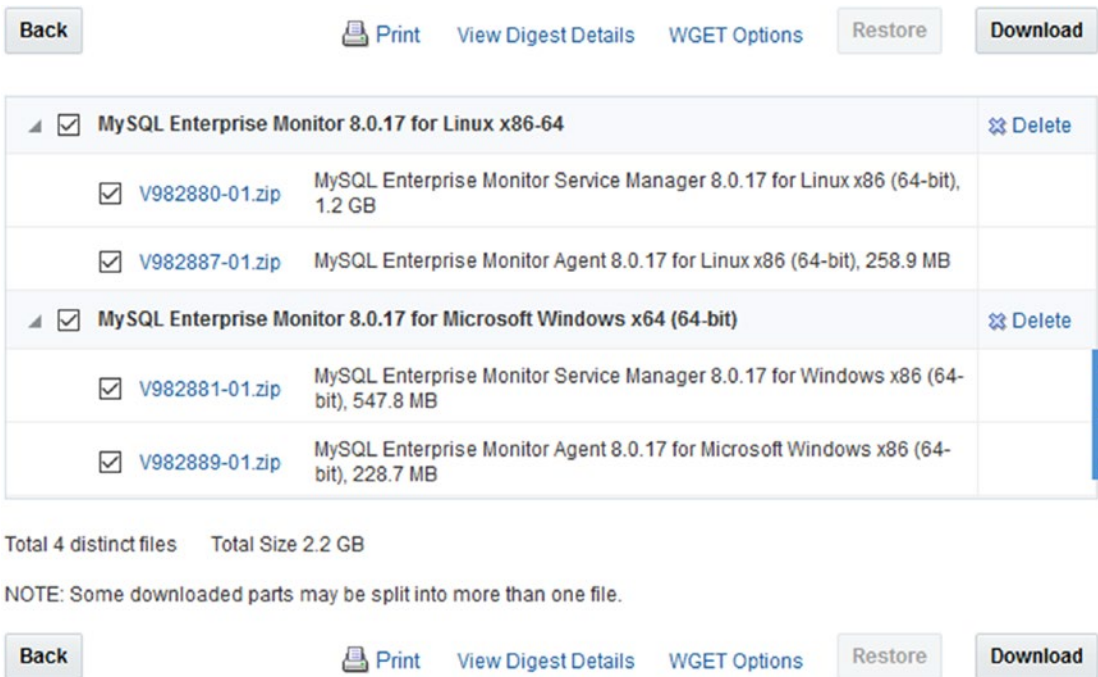 Back Print View Digest Details WGET Options Restore Download
MySQL Enterprise Monitor 8.0.17 for Linux x86-64 Delete
V982880-01.zip MySQL Enterprise Monitor Service Manager 8.0.17 for Linux x86 (64-bit),
1.2 GB
V982887-01.zip MySQL Enterprise Monitor Agent 8.0.17 for Linux x86 (64-bit), 258.9 MB
MySQL Enterprise Monitor 8.0.17 for Microsoft Windows x64 (64-bit) Delete
V982881-01.zip MySQL Enterprise Monitor Service Manager 8.0.17 for Windows x86 (64-
bit), 547.8 MB
V982889-01.zip MySQL Enterprise Monitor Agent 8.0.17 for Microsoft Windows x86 (64-
bit), 228.7 MB
Total 4 distinct files Total Size 2.2 GB
NOTE: Some downloaded parts may be split into more than one file.
Back Print View Digest Details WGET Options Restore Download